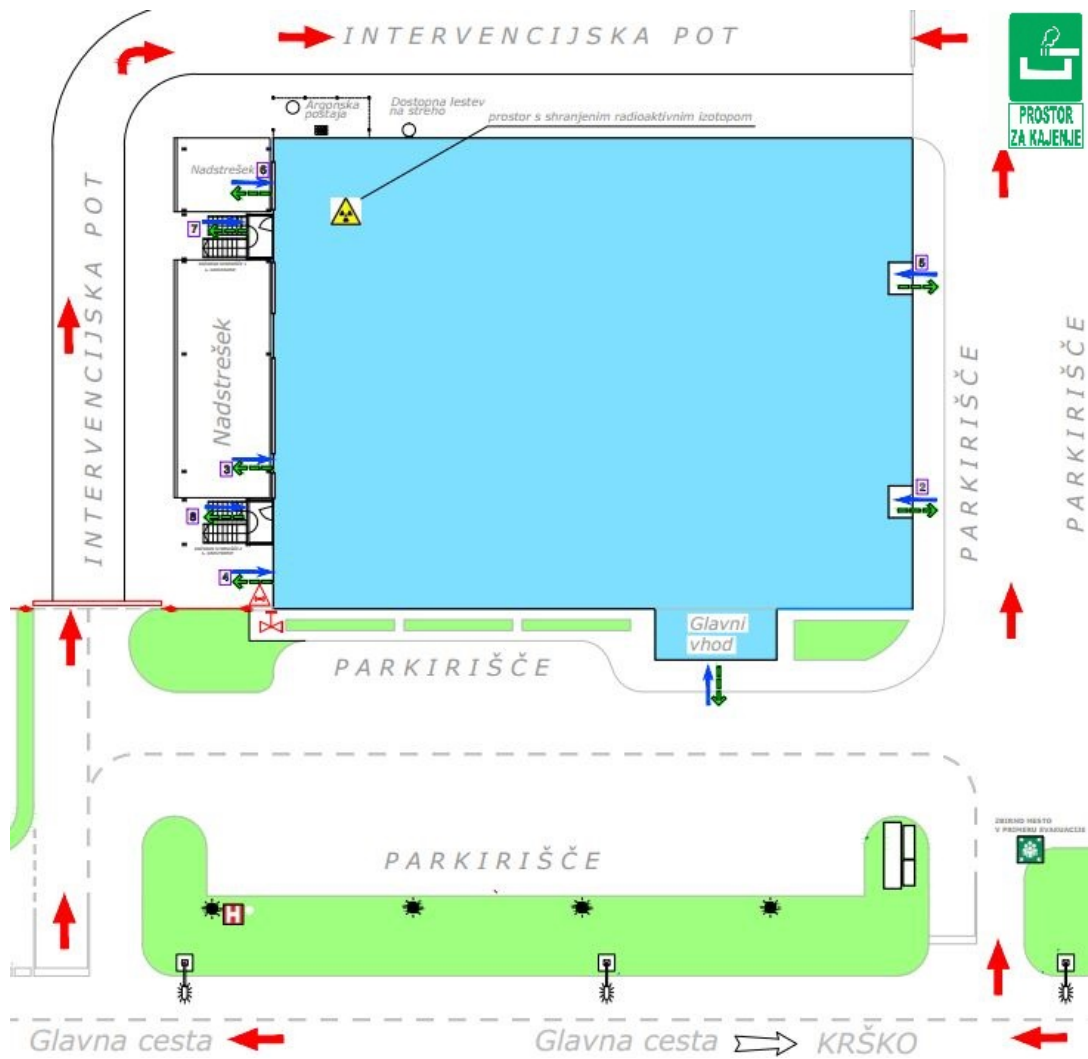 INTERVENCIJSKA POT
PROSTOR
ZA KAJENJE
Argonska
postaja
Dostopna lestev
na streho
prostor s shranjenim radioaktivnim izotopom
Nadstrešek
6
7
INTERVENCIJSKA POT
Nadstrešek
5
PARKIRIŠČE
PARKIRIŠČE
3
2
8
4
Glavni
vhod
PARKIRIŠČE
ZBIRNO MESTO
V PRIMERU EVAKUACIJE
PARKIRIŠČE
H
Glavna cesta
Glavna cesta
KRŠKO